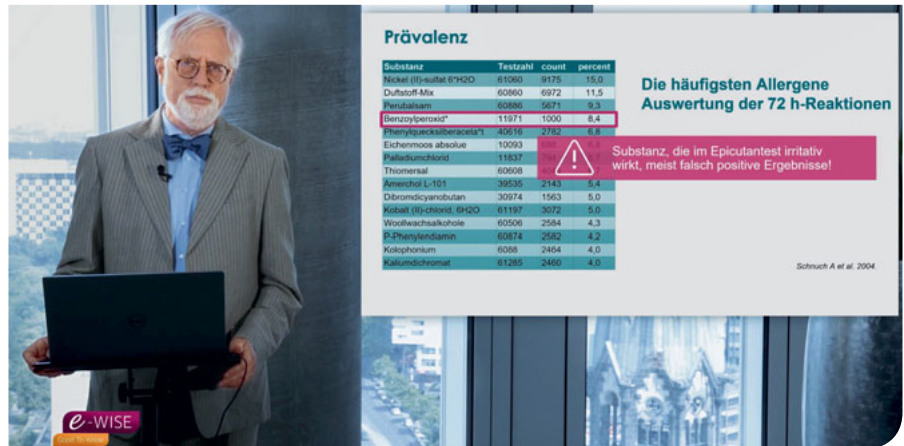 Prävalenz
Substanz Testzahl count percent
Nickel (II)-sulfat 6*H2O 61060 9175 15,0
Duftstoff-Mix 60860 6972 11,5
Perubalsam 60886 5671 9,3
Benzoylperoxid* 11971 1000 8,4
Phenylquecksilberaceta*t 40616 2782 6,8
Eichenmoos absolue 10093
Palladiumchlorid 11637
Thiomersal 60608
Amerchol L-101 39535 2143 5,4
Dibromdicyanobutan 30974 1563 5,0
Kobalt (II)-chlorid, 6H2O 61197 3072 5,0
Woollwachsalkohole 60506 2584 4,3
P-Phenylendiamin 60874 2582 4,2
Kolophonium 6088 2464 4,0
Kaliumdichromat 61285 2460 4,0
Die häufigsten Allergene
Auswertung der 72 h-Reaktionen
Substanz, die im Epicutantest irritativ
wirkt, meist falsch positive Ergebnisse!
Schnuch A et al. 2004.
e-WISE
Good To Know